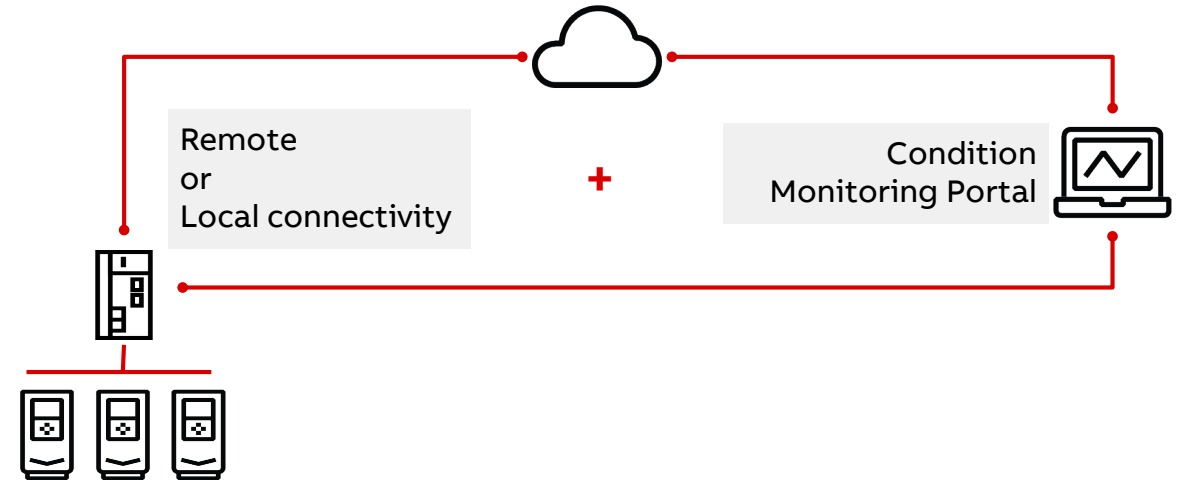 Remote
or
Local connectivity
+
Condition
Monitoring Portal